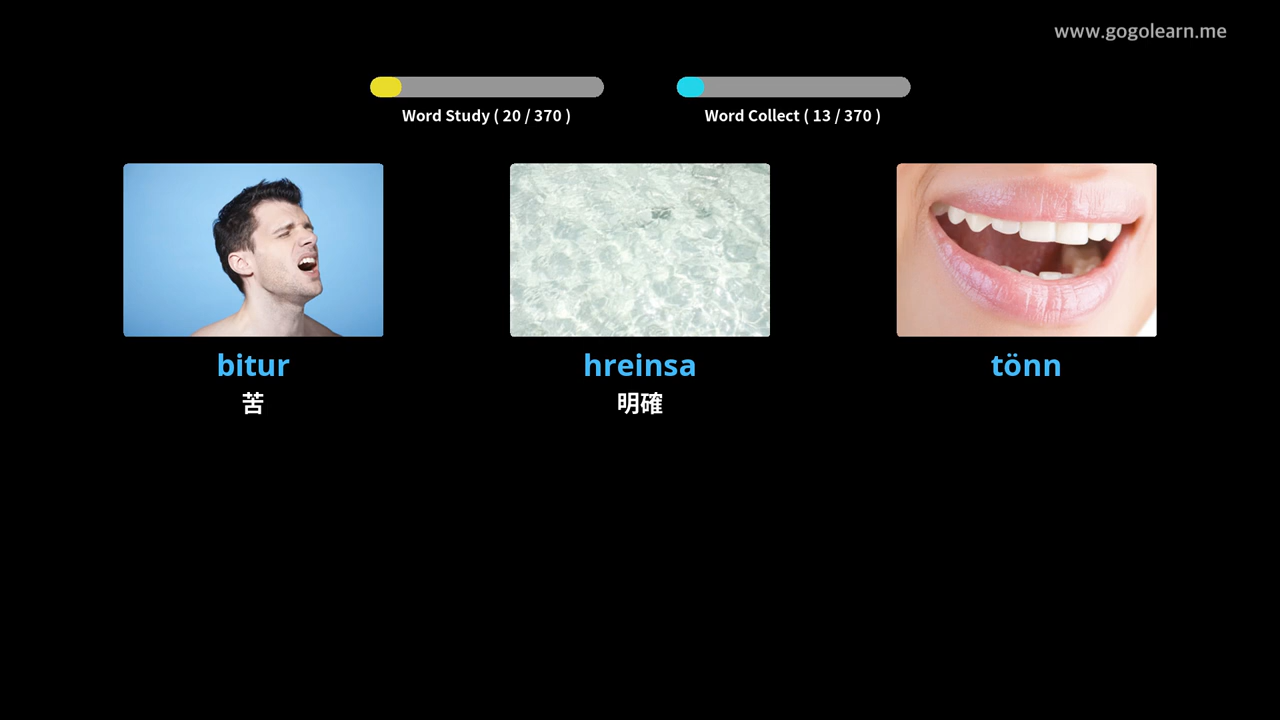 www.gogolearn.me
Word Study ( 20 / 370 )
Word Collect ( 13 / 370 )
bitur
hreinsa
tönn
苦
明確